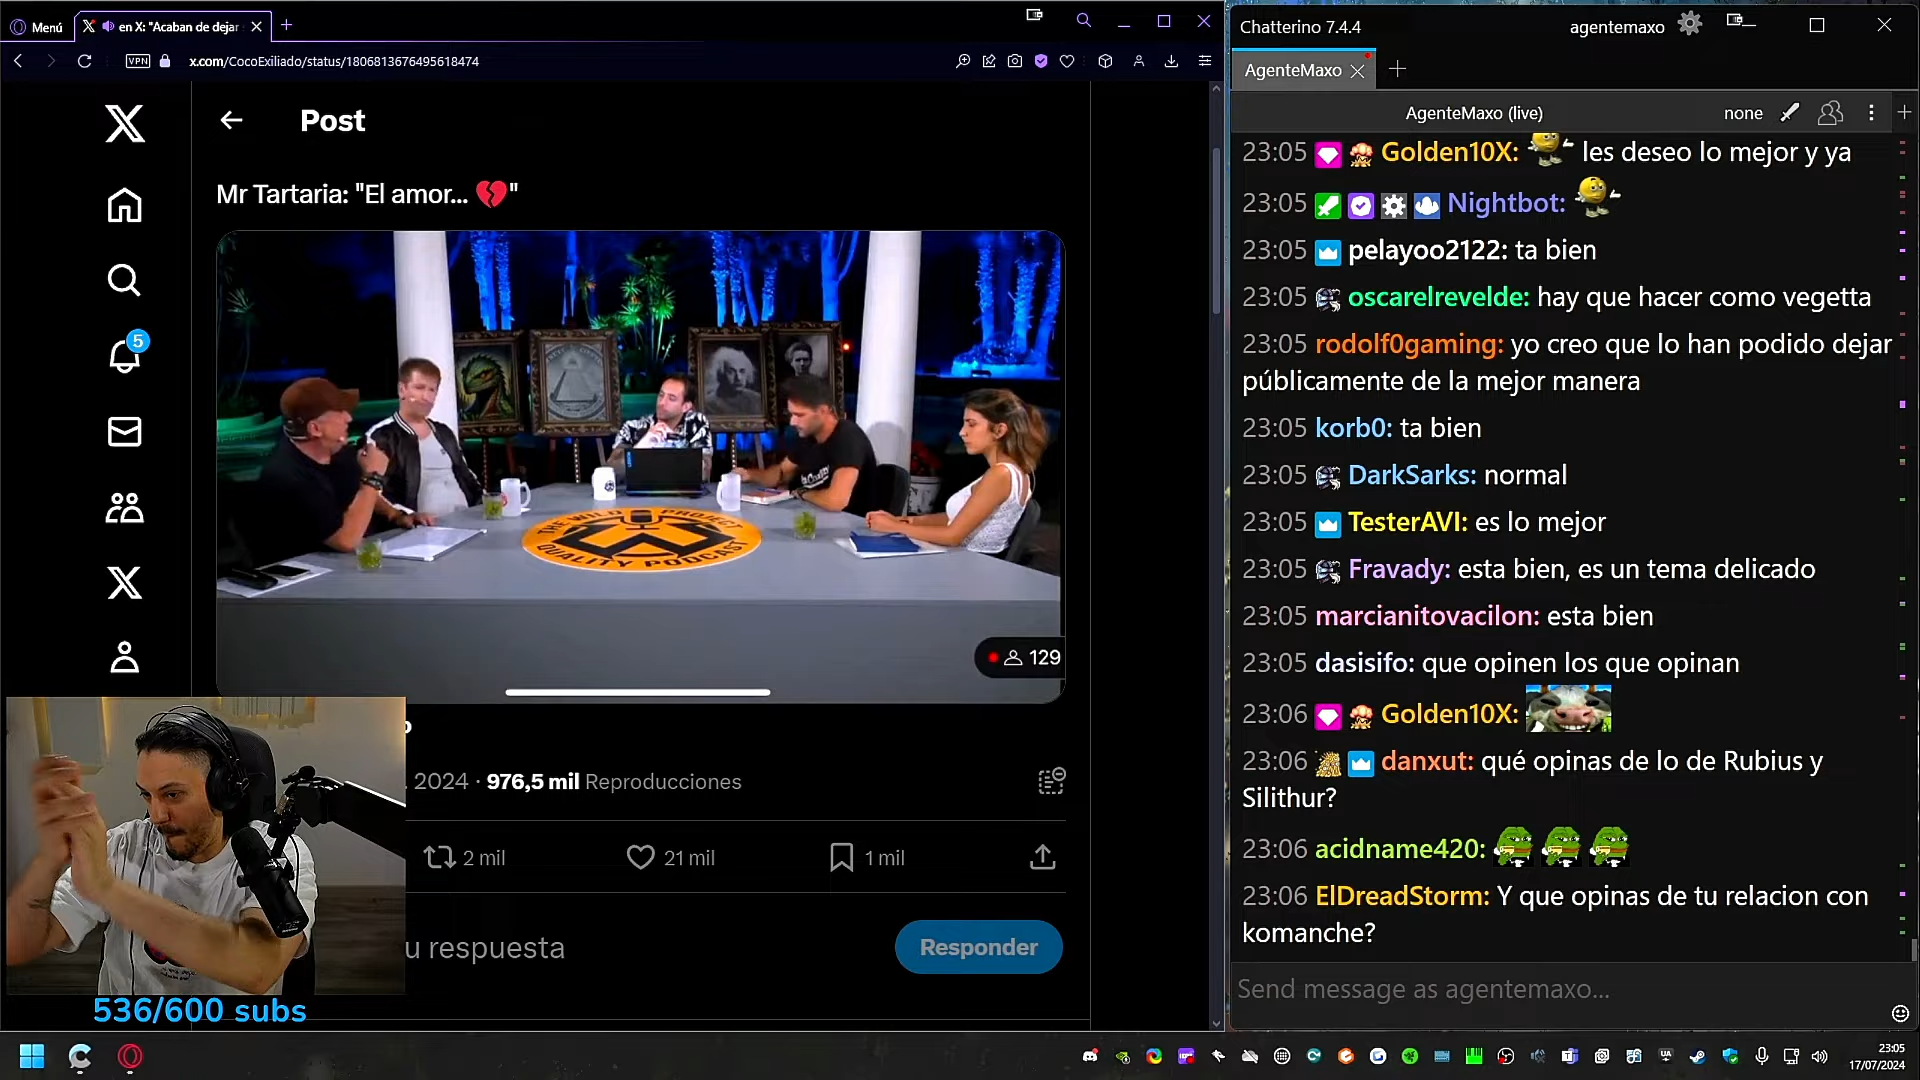 Menú
en X: "Acaban de dejar
VPN
x.com/CocoExiliado/status/1806813676495618474
Post
5
Mr Tartaria: "El amor... 💔"
THE WILD PROJECT
QUALITY PODCAST
129
2024 · 976,5 mil Reproducciones
2 mil
21 mil
1 mil
u respuesta
Responder
536/600 subs
Chatterino 7.4.4
agentemaxo
AgenteMaxo
AgenteMaxo (live)
none
23:05 Golden10X: les deseo lo mejor y ya
23:05 Nightbot:
23:05 pelayoo2122: ta bien
23:05 oscarelrevelde: hay que hacer como vegetta
23:05 rodolf0gaming: yo creo que lo han podido dejar
públicamente de la mejor manera
23:05 korb0: ta bien
23:05 DarkSarks: normal
23:05 TesterAVI: es lo mejor
23:05 Fravady: esta bien, es un tema delicado
23:05 marcianitovacilon: esta bien
23:05 dasisifo: que opinen los que opinan
23:06 Golden10X:
23:06 danxut: qué opinas de lo de Rubius y
Silithur?
23:06 acidname420:
23:06 ElDreadStorm: Y que opinas de tu relacion con
komanche?
Send message as agentemaxo...
23:05
17/07/2024